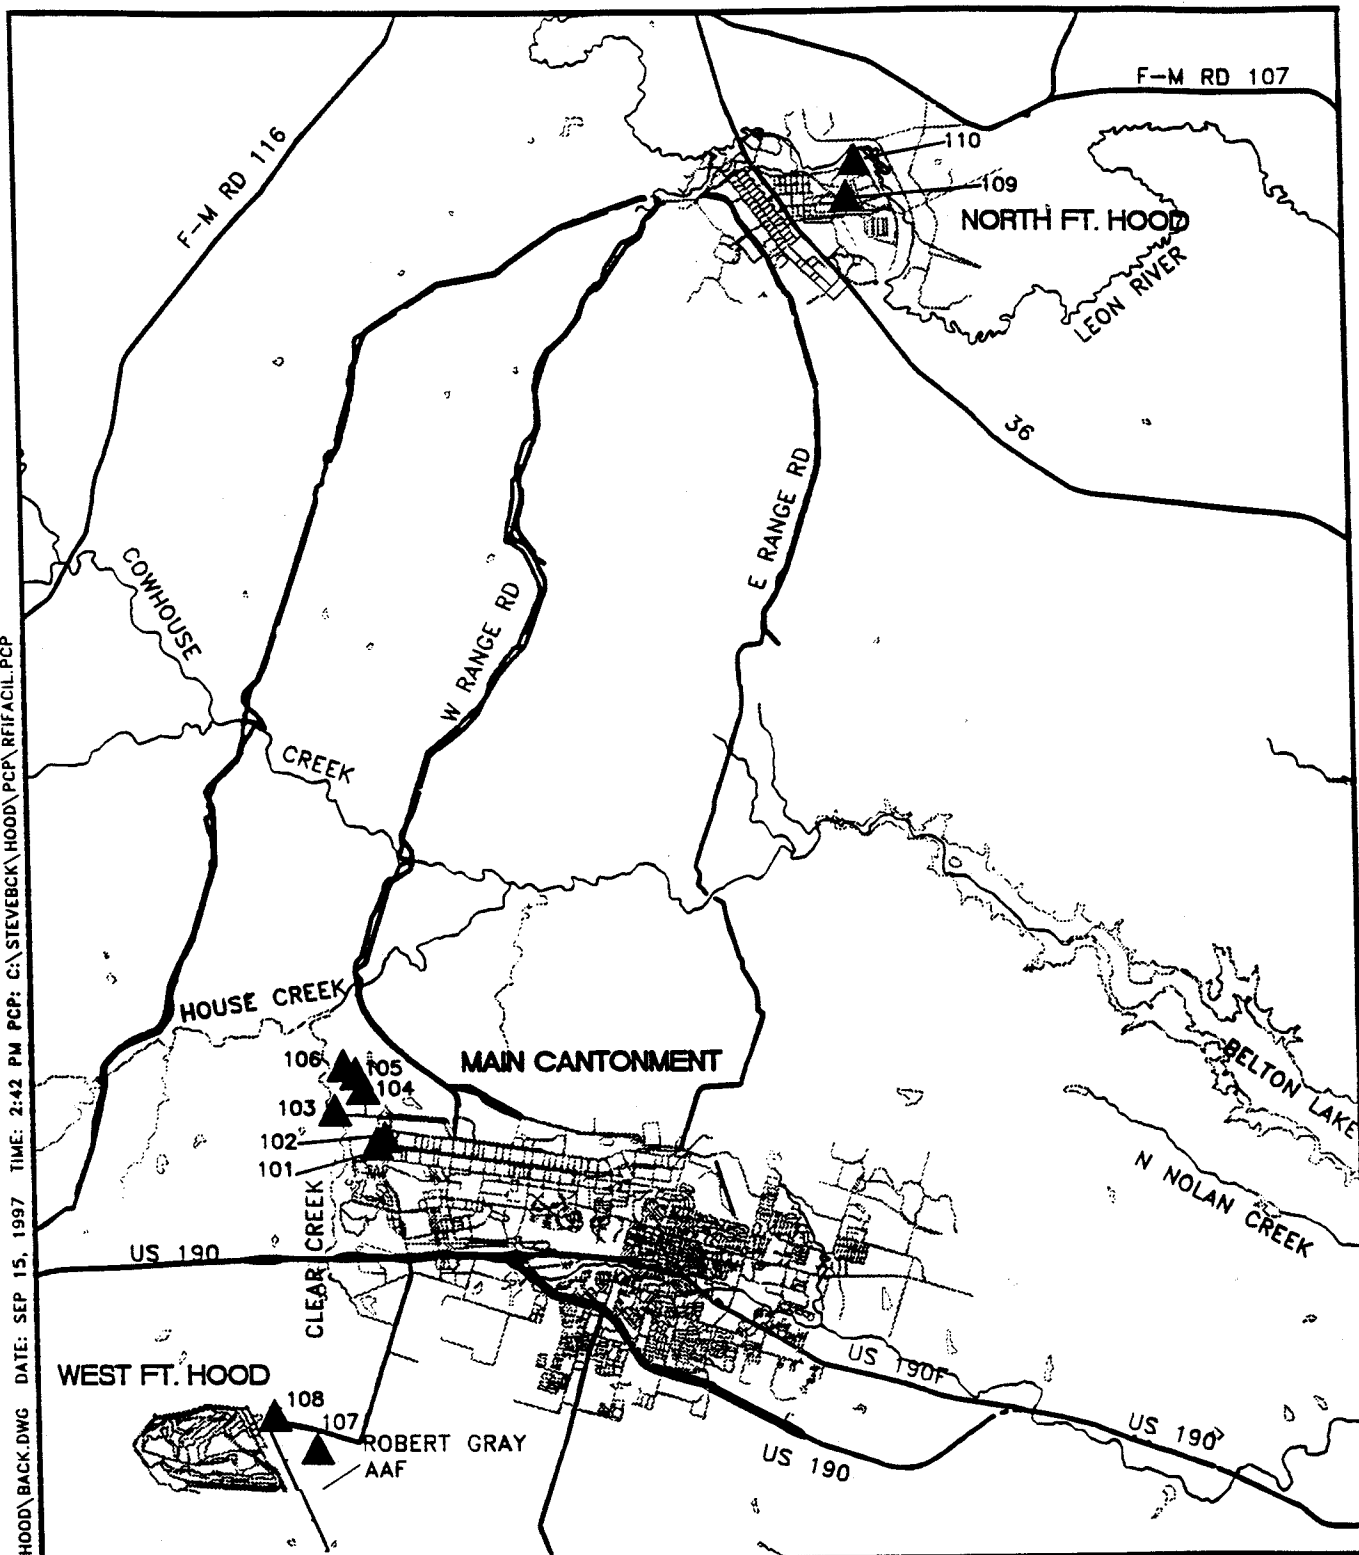 F-M RD 107
F-M RD 116
110
109
NORTH FT. HOOD
LEON RIVER
36
E RANGE RD
COWHOUSE
W RANGE RD
CREEK
HOUSE CREEK
106
105
MAIN CANTONMENT
104
103
102
101
BELTON LAKE
N NOLAN CREEK
CLEAR CREEK
US 190
US 190F
WEST FT. HOOD
108
107
ROBERT GRAY
AAF
US 190
US 190
HOOD\BACK.DWG DATE: SEP 15, 1997 TIME: 2:42 PM PCP: C:\STEVEBCK\HOOD\PCP\RFIFACIL.PCP